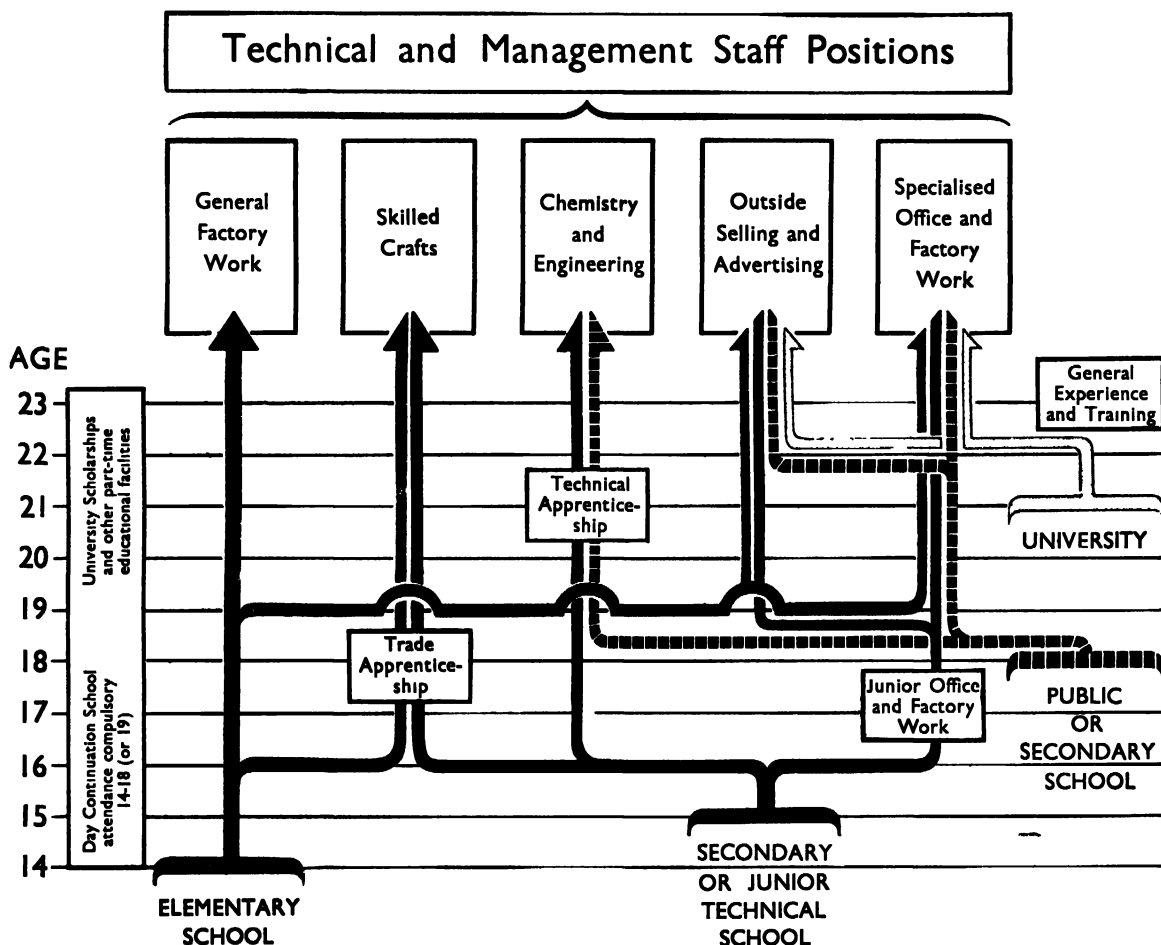 Technical and Management Staff Positions
General
Factory
Work
Skilled
Crafts
Chemistry
and
Engineering
Outside
Selling and
Advertising
Specialised
Office and
Factory
Work
AGE
23
22
21
20
19
18
17
16
15
14
University Scholarships
and other part-time
educational facilities
Day Continuation School
attendance compulsory
14-18 (or 19)
General
Experience
and Training
Technical
Apprentice-
ship
UNIVERSITY
Trade
Apprentice-
ship
Junior Office
and Factory
Work
PUBLIC
OR
SECONDARY
SCHOOL
SECONDARY
OR JUNIOR
TECHNICAL
SCHOOL
ELEMENTARY
SCHOOL